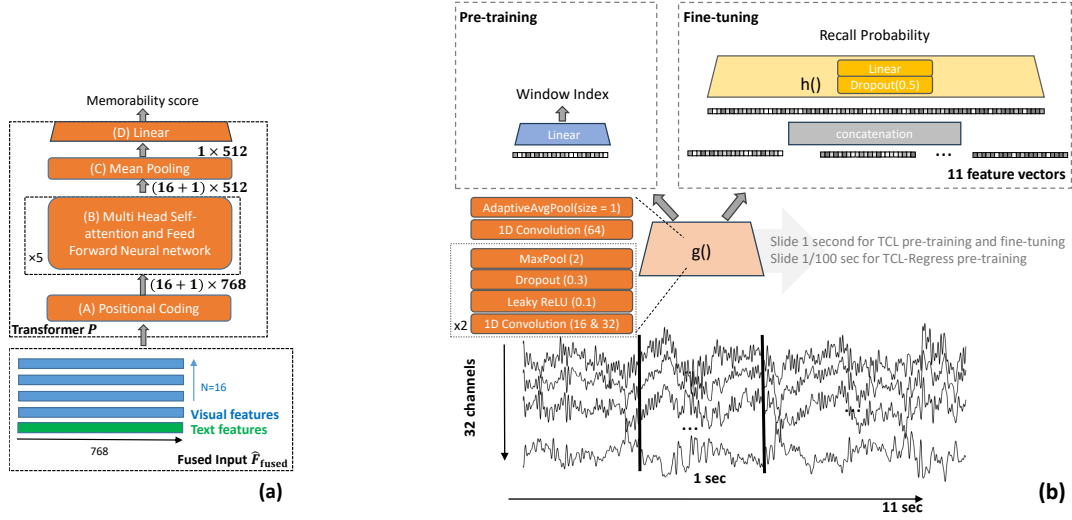 Memorability score
(D) Linear
1 × 512
(C) Mean Pooling
(16 + 1) × 512
(B) Multi Head Self-
attention and Feed
Forward Neural network
×5
(16 + 1) × 768
(A) Positional Coding
Transformer P
N=16
Visual features
Text features
768
Fused Input F̂fused
(a)
Pre-training
Window Index
Linear
Fine-tuning
Recall Probability
Linear
h()
Dropout(0.5)
concatenation
...
11 feature vectors
AdaptiveAvgPool(size = 1)
1D Convolution (64)
MaxPool (2)
Dropout (0.3)
Leaky ReLU (0.1)
x2
1D Convolution (16 & 32)
g()
Slide 1 second for TCL pre-training and fine-tuning
Slide 1/100 sec for TCL-Regress pre-training
32 channels
...
...
1 sec
11 sec
(b)